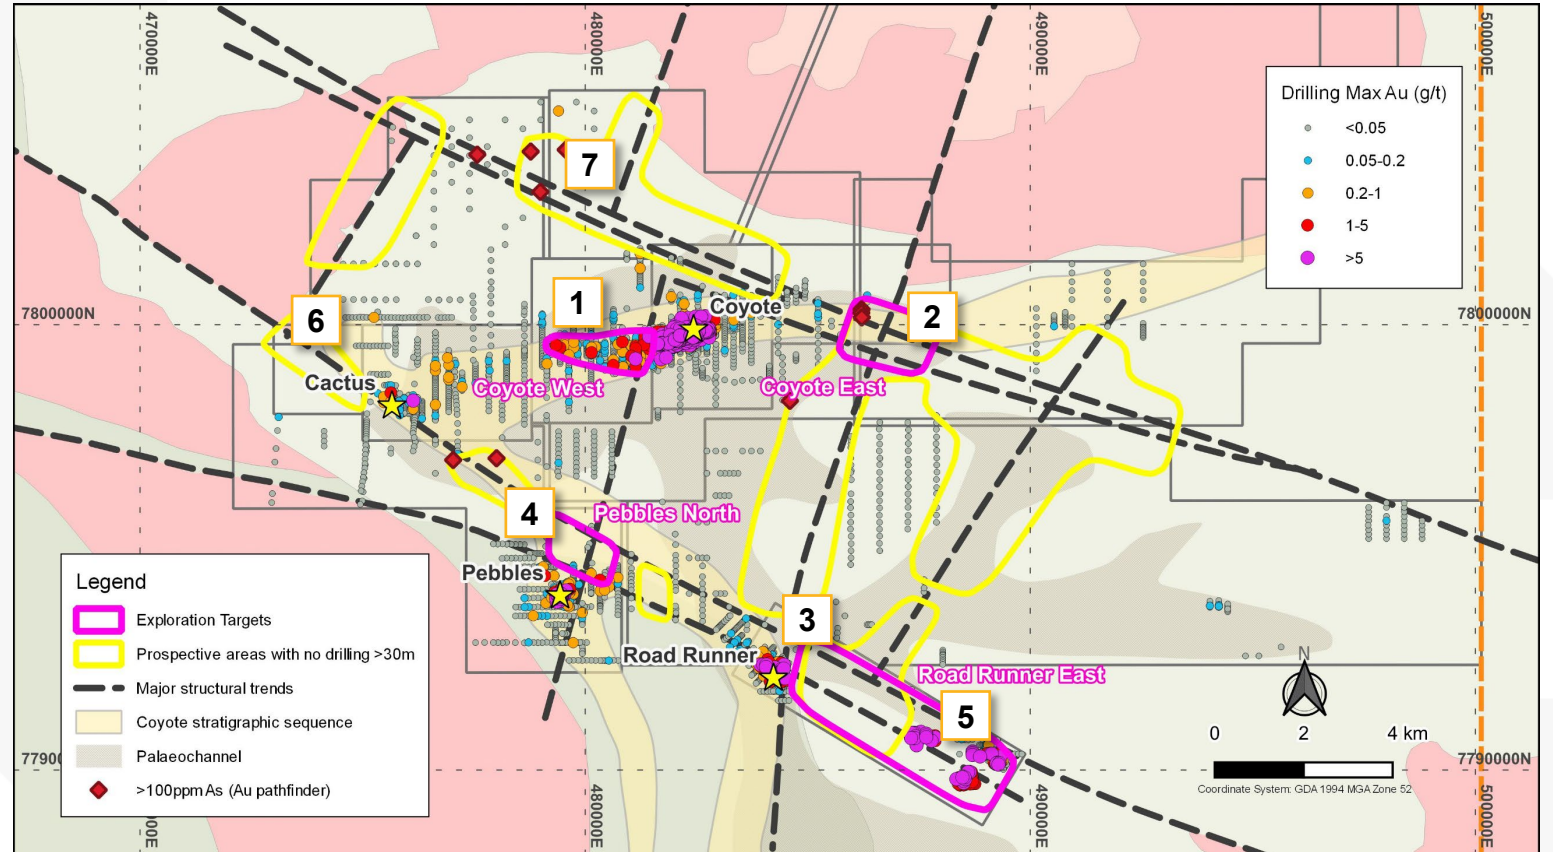 470000E
480000E
490000E
500000E
Drilling Max Au (g/t)
<0.05
0.05-0.2
0.2-1
1-5
>5
7
1
Coyote
2
6
7800000N
7800000N
Cactus
Coyote West
Coyote East
4
Pebbles North
Pebbles
3
Road Runner
Road Runner East
5
N
0 2 4 km
Coordinate System: GDA 1994 MGA Zone 52
7790000N
Legend
Exploration Targets
Prospective areas with no drilling >30m
Major structural trends
Coyote stratigraphic sequence
Palaeochannel
>100ppm As (Au pathfinder)
480000E
490000E
500000E